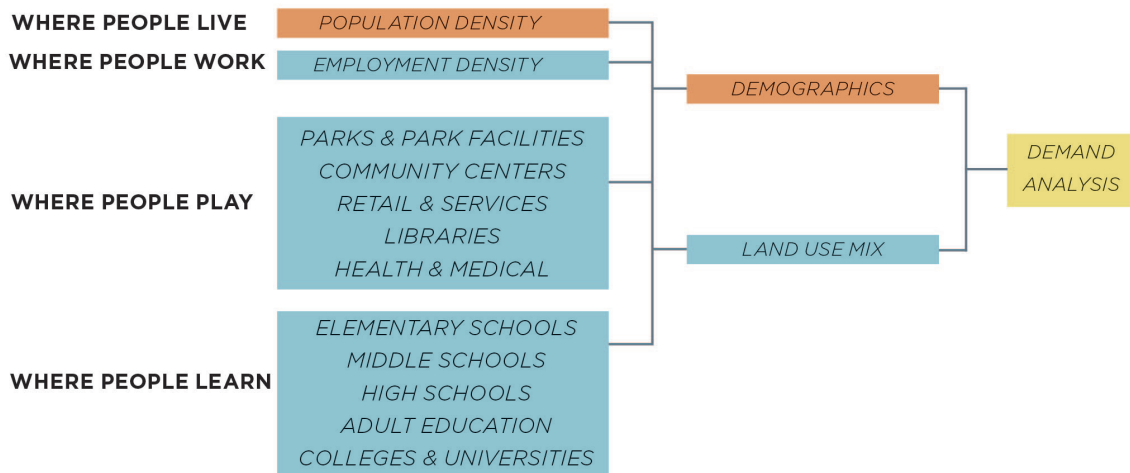 WHERE PEOPLE LIVE
POPULATION DENSITY
WHERE PEOPLE WORK
EMPLOYMENT DENSITY
WHERE PEOPLE PLAY
PARKS & PARK FACILITIES
COMMUNITY CENTERS
RETAIL & SERVICES
LIBRARIES
HEALTH & MEDICAL
WHERE PEOPLE LEARN
ELEMENTARY SCHOOLS
MIDDLE SCHOOLS
HIGH SCHOOLS
ADULT EDUCATION
COLLEGES & UNIVERSITIES
DEMOGRAPHICS
LAND USE MIX
DEMAND
ANALYSIS